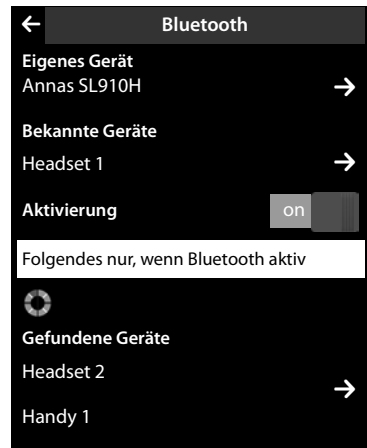 Bluetooth
Eigenes Gerät
Annas SL910H
Bekannte Geräte
Headset 1
Aktivierung on
Folgendes nur, wenn Bluetooth aktiv
Gefundene Geräte
Headset 2
Handy 1